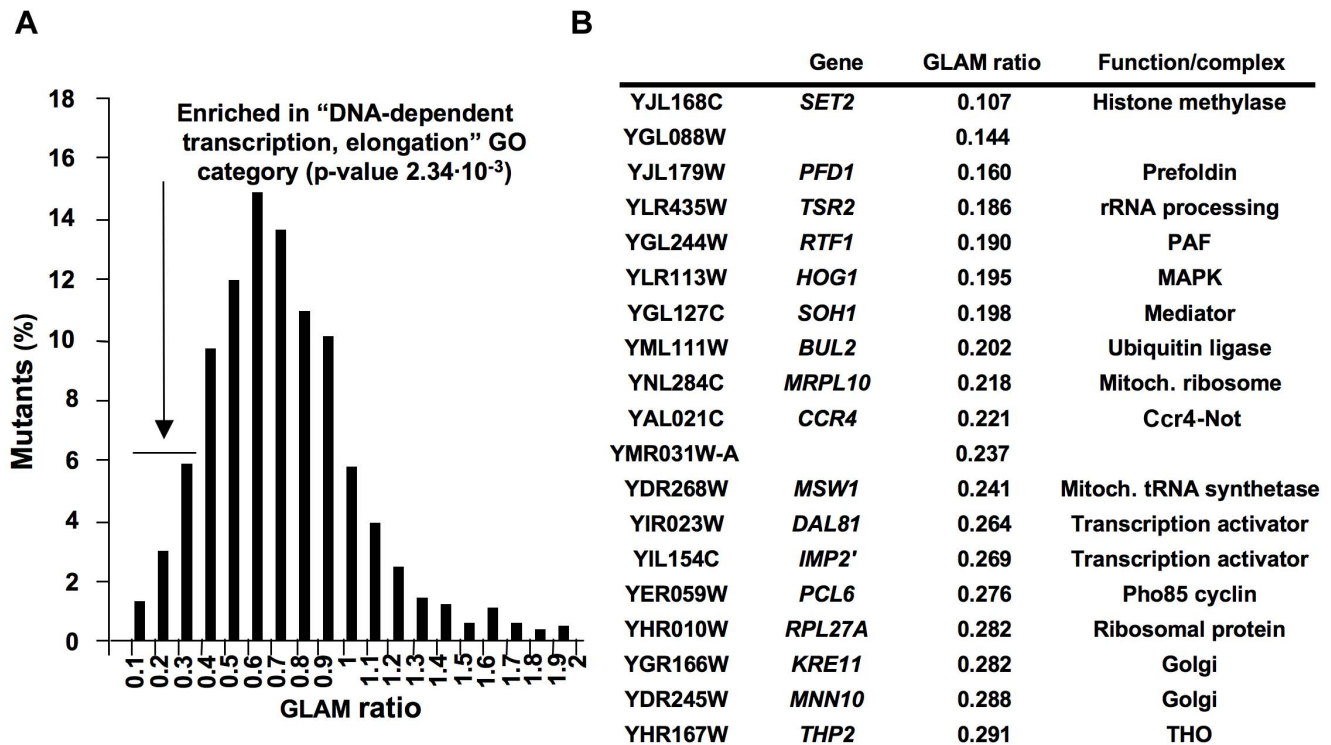 A
18
16
14
12
10
8
6
4
2
0
Mutants (%)
Enriched in “DNA-dependent
transcription, elongation” GO
category (p-value 2.34·10-3)
0.1 0.2 0.3 0.4 0.5 0.6 0.7 0.8 0.9 1 1.1 1.2 1.3 1.4 1.5 1.6 1.7 1.8 1.9 2
GLAM ratio
B
Gene GLAM ratio Function/complex
YJL168C SET2 0.107 Histone methylase
YGL088W 0.144
YJL179W PFD1 0.160 Prefoldin
YLR435W TSR2 0.186 rRNA processing
YGL244W RTF1 0.190 PAF
YLR113W HOG1 0.195 MAPK
YGL127C SOH1 0.198 Mediator
YML111W BUL2 0.202 Ubiquitin ligase
YNL284C MRPL10 0.218 Mitoch. ribosome
YAL021C CCR4 0.221 Ccr4-Not
YMR031W-A 0.237
YDR268W MSW1 0.241 Mitoch. tRNA synthetase
YIR023W DAL81 0.264 Transcription activator
YIL154C IMP2' 0.269 Transcription activator
YER059W PCL6 0.276 Pho85 cyclin
YHR010W RPL27A 0.282 Ribosomal protein
YGR166W KRE11 0.282 Golgi
YDR245W MNN10 0.288 Golgi
YHR167W THP2 0.291 THO